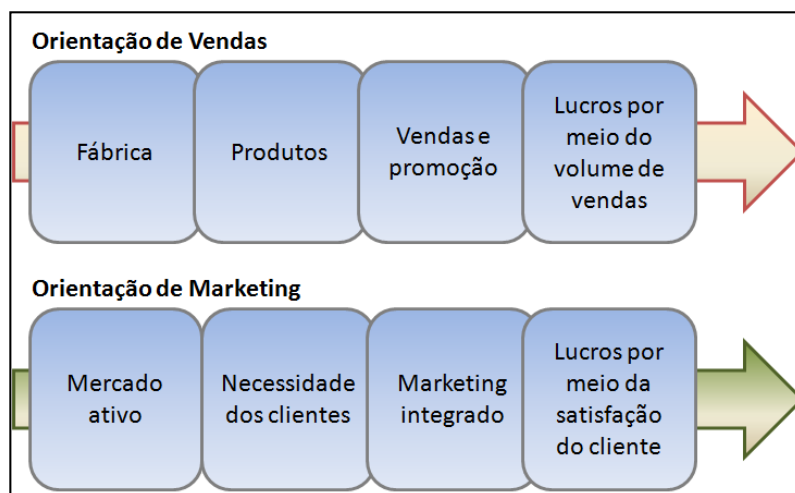 Orientação de Vendas
Fábrica
Produtos
Vendas e
promoção
Lucros por
meio do
volume de
vendas
Orientação de Marketing
Mercado
ativo
Necessidade
dos clientes
Marketing
integrado
Lucros por
meio da
satisfação
do cliente